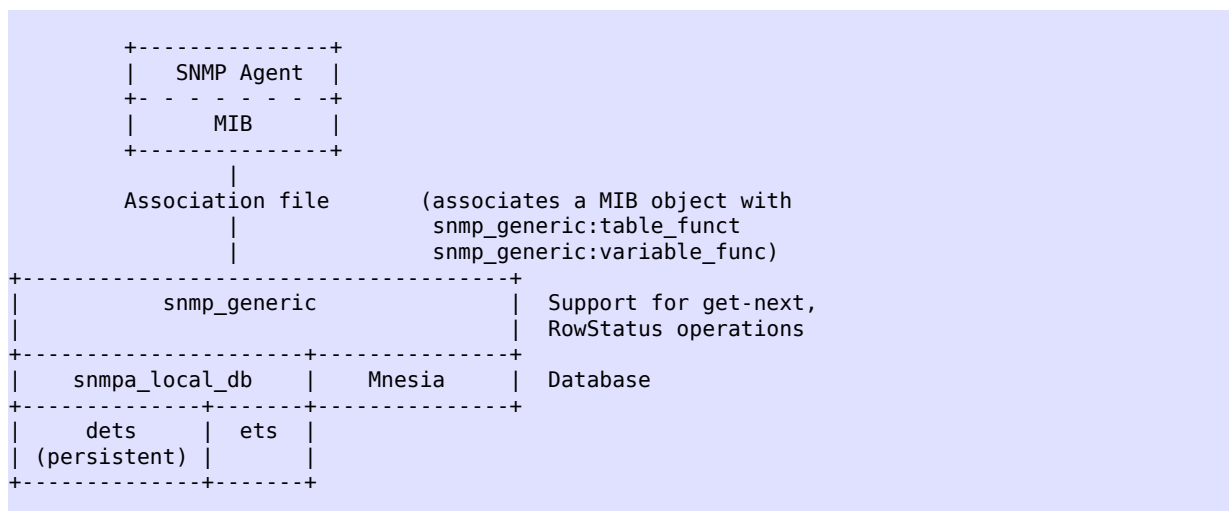 +---------------+
|   SNMP Agent  |
+- - - - - - - -+
|      MIB      |
+---------------+
|
Association file       (associates a MIB object with
|               snmp_generic:table_funct
|               snmp_generic:variable_func)
+--------------------------------------+
|           snmp_generic               |  Support for get-next,
|                                      |  RowStatus operations
+----------------------+---------------+
|    snmpa_local_db    |    Mnesia     |  Database
+--------------+-------+---------------+
|     dets     |  ets  |
| (persistent) |       |
+--------------+-------+